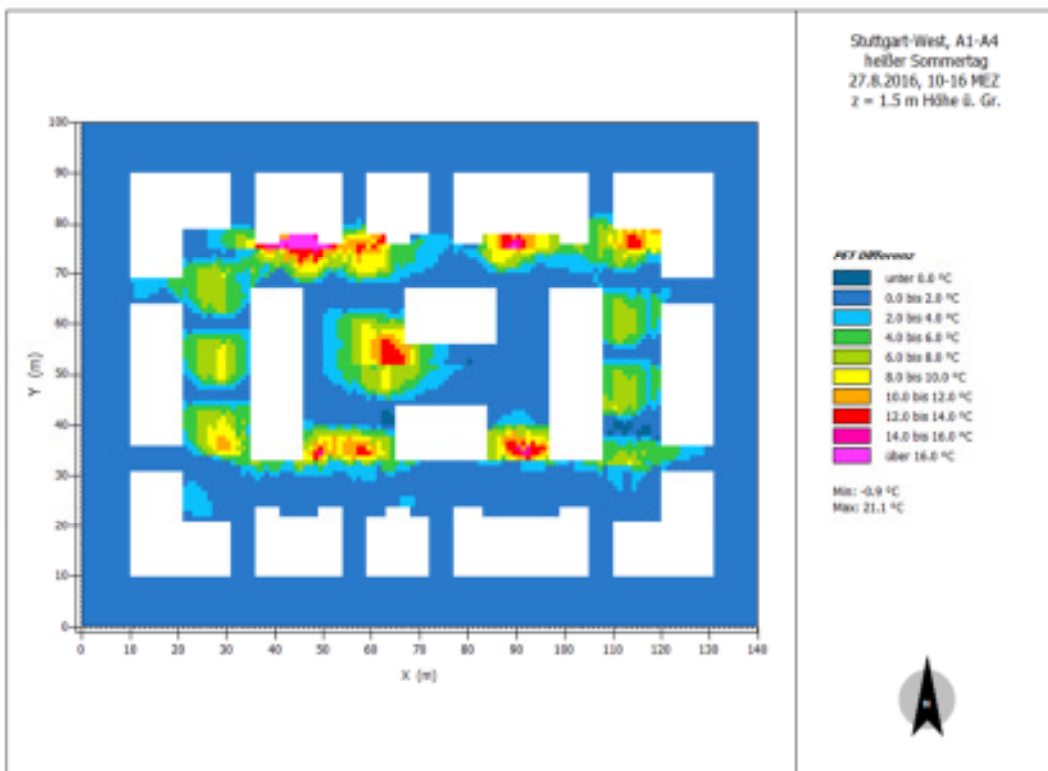 Stuttgart-West, A1-A4
heißer Sommertag
27.8.2016, 10-16 MEZ
z = 1.5 m Höhe ü. Gr.
100
90
80
70
60
50
40
30
20
10
0
Y (m)
0 10 20 30 40 50 60 70 80 90 100 110 120 130 140
X (m)
PET Differenz
unter 0.0 °C
0.0 bis 2.0 °C
2.0 bis 4.0 °C
4.0 bis 6.0 °C
6.0 bis 8.0 °C
8.0 bis 10.0 °C
10.0 bis 12.0 °C
12.0 bis 14.0 °C
14.0 bis 16.0 °C
über 16.0 °C
Min: -0.9 °C
Max: 21.1 °C
N